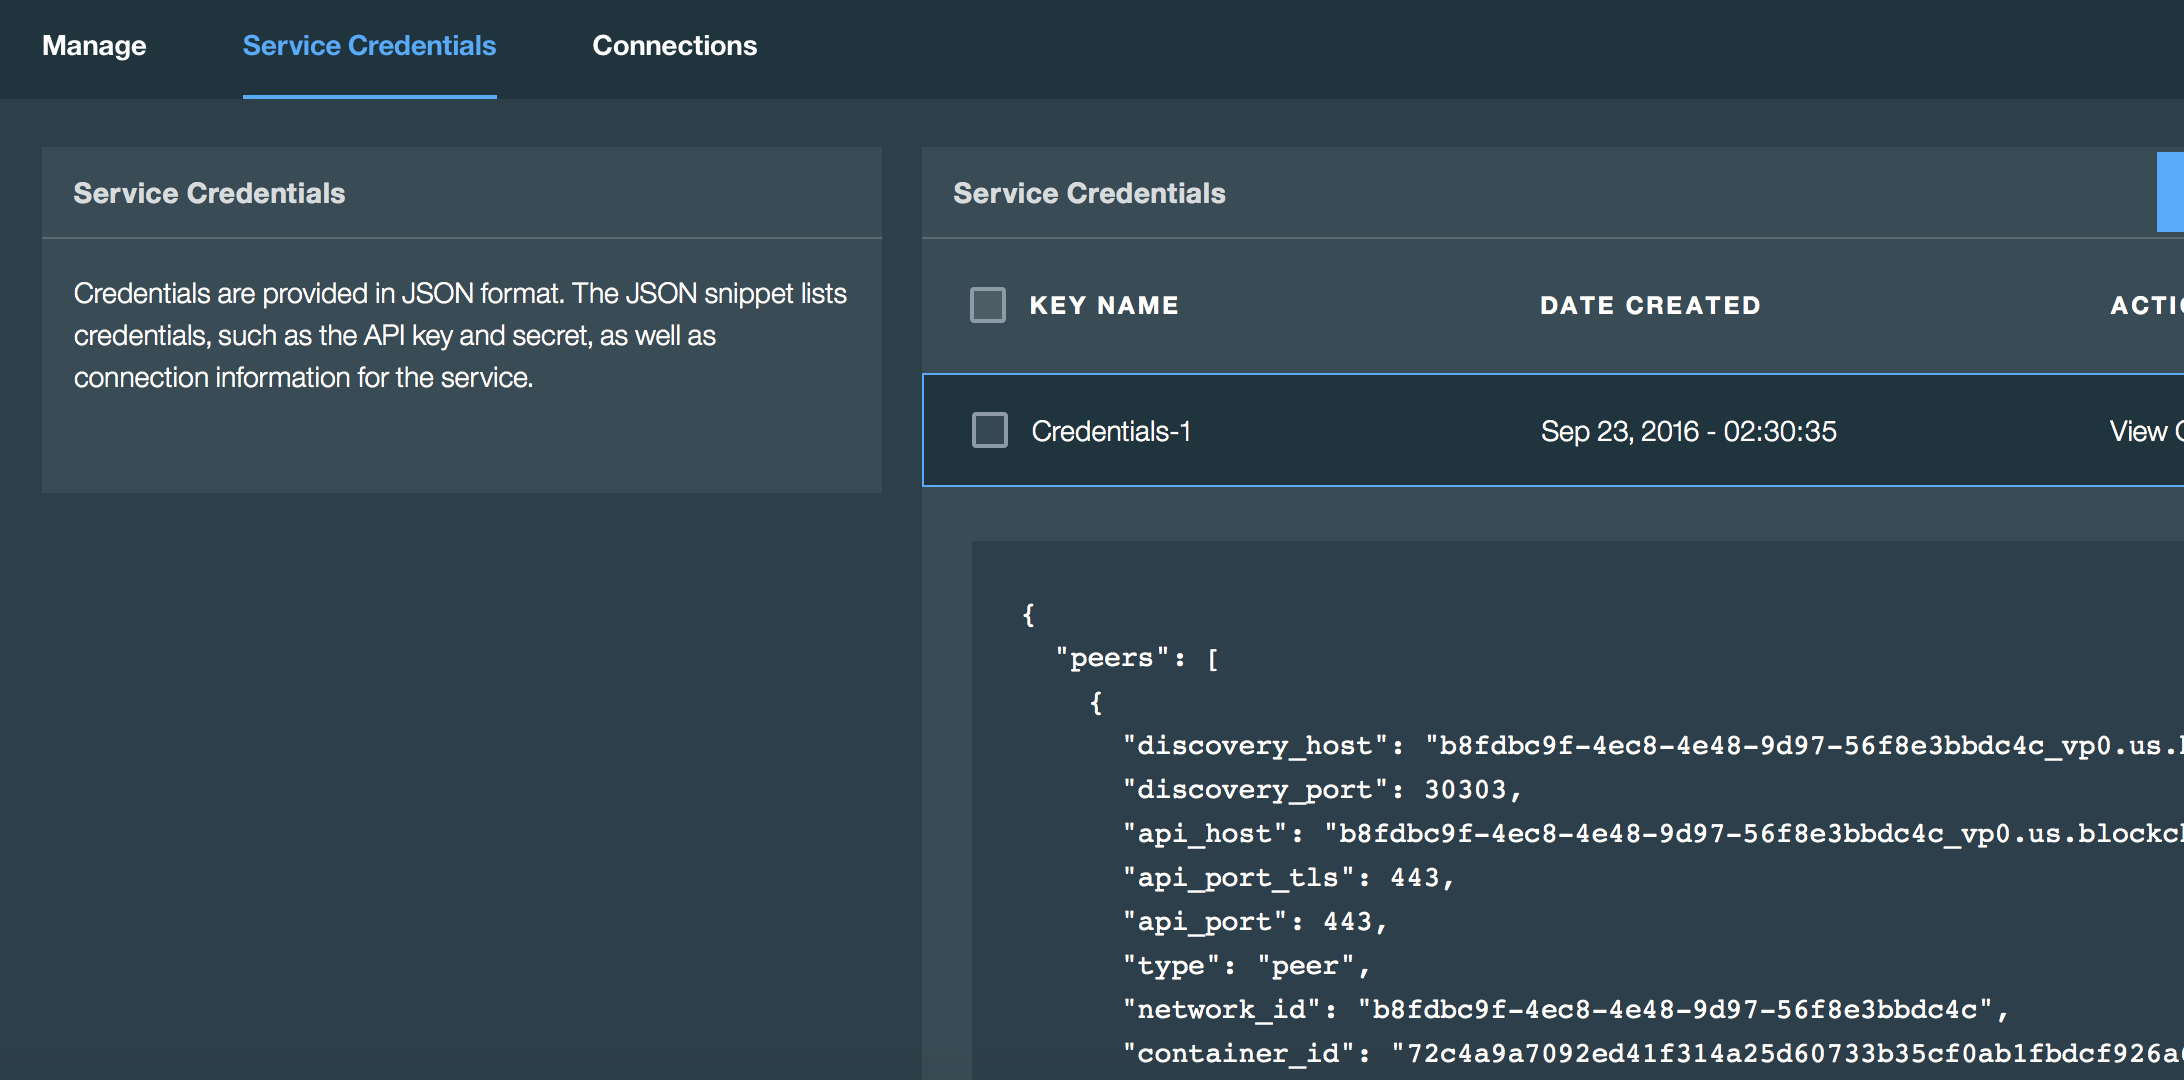 Manage Service Credentials Connections
Service Credentials
Credentials are provided in JSON format. The JSON snippet lists
credentials, such as the API key and secret, as well as
connection information for the service.
Service Credentials
KEY NAME DATE CREATED
Credentials-1 Sep 23, 2016 - 02:30:35 View
{
"peers": [
{
"discovery_host": "b8fdbc9f-4ec8-4e48-9d97-56f8e3bbdc4c_vp0.us.
"discovery_port": 30303,
"api_host": "b8fdbc9f-4ec8-4e48-9d97-56f8e3bbdc4c_vp0.us.blockc
"api_port_tls": 443,
"api_port": 443,
"type": "peer",
"network_id": "b8fdbc9f-4ec8-4e48-9d97-56f8e3bbdc4c",
"container_id": "72c4a9a7092ed41f314a25d60733b35cf0ab1fbdcf926a